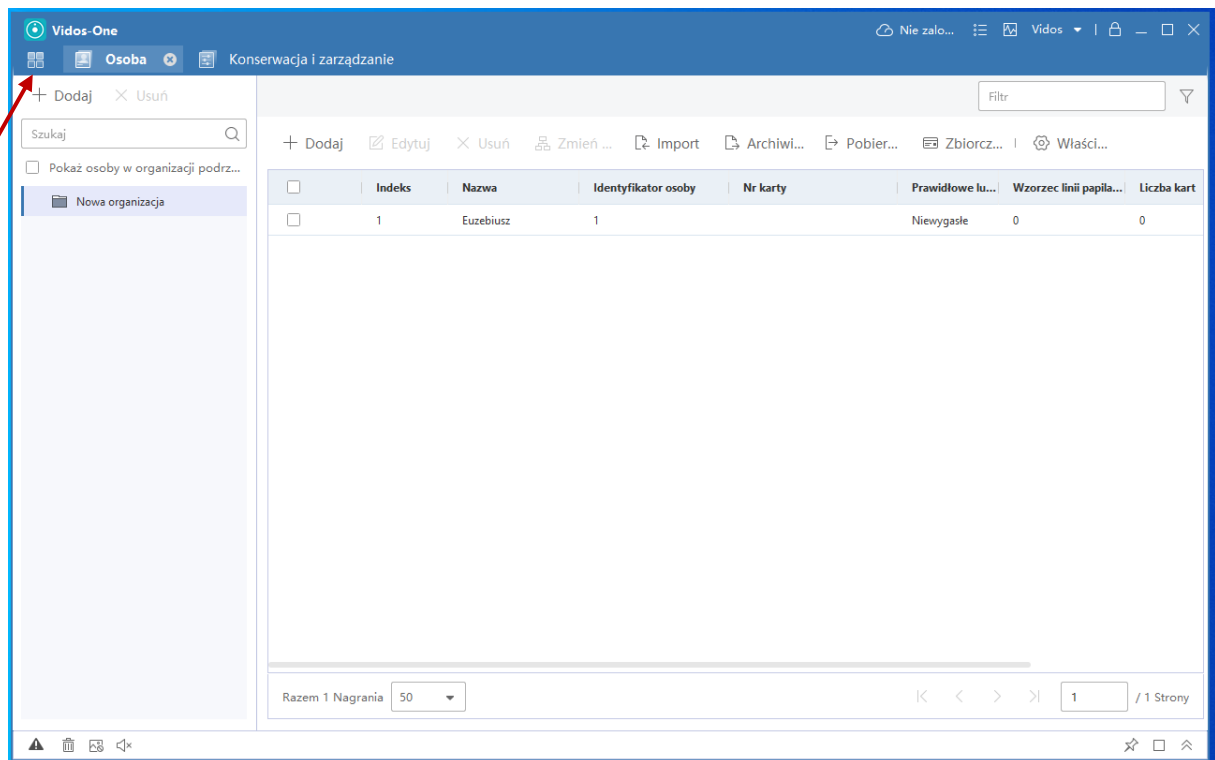 Vidos-One
Nie zalo... Vidos
Osoba Konserwacja i zarządzanie
Dodaj Usuń
Filtr
Szukaj
Dodaj Edytuj Usuń Zmień ... Import Archiwi... Pobier... Zbiorcz... Właści...
Pokaż osoby w organizacji podrz...
Nowa organizacja
Indeks Nazwa Identyfikator osoby Nr karty Prawidłowe lu... Wzorzec linii papila... Liczba kart
1 Euzebiusz 1 Niewygasłe 0 0
Razem 1 Nagrania 50 1 / 1 Strony